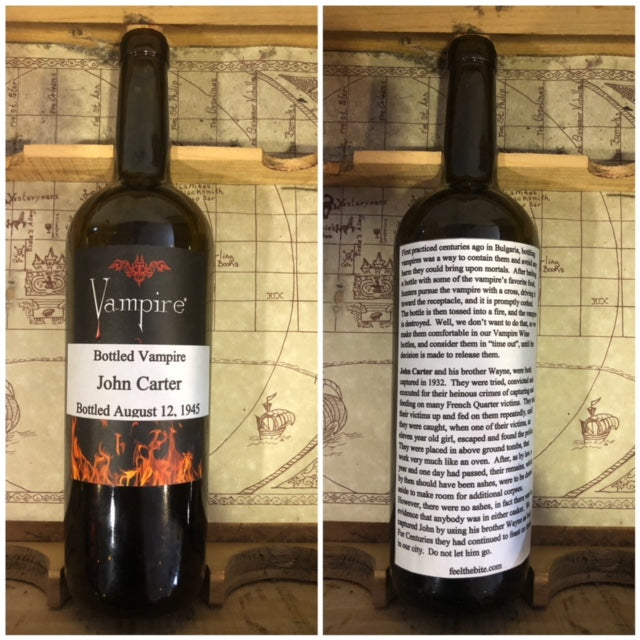 Vampire
Bottled Vampire
John Carter
Bottled August 12, 1945
First practiced centuries ago in Bulgaria, bottling
vampires was a way to contain them and avoid any
harm they could bring upon mortals. After baiting
a bottle with some of the vampire's favorite food,
hunters pursue the vampire with a cross, driving it
toward the receptacle, and it is promptly corked.
The bottle is then tossed into a fire, and the vampire
is destroyed. Well, we don't want to do that, so we
make them comfortable in our Vampire Wine
bottles, and consider them in "time out", until the
decision is made to release them.
John Carter and his brother Wayne, were both
captured in 1932. They were tried, convicted and
executed for their heinous crimes of capturing and
feeding on many French Quarter victims. They
their victims up and fed on them repeatedly, until
they were caught, when one of their victims, an
eleven year old girl, escaped and found the police.
They were placed in above ground tombs, that
work very much like an oven. After, as by law, a
year and one day had passed, their remains, which
by then should have been ashes, were to be
aside to make room for additional corpses.
However, there were no ashes, in fact there was no
evidence that anybody was in either casket. We
captured John by using his brother Wayne as
For Centuries they had continued to feast on
in our city. Do not let him go.
feelthebite.com